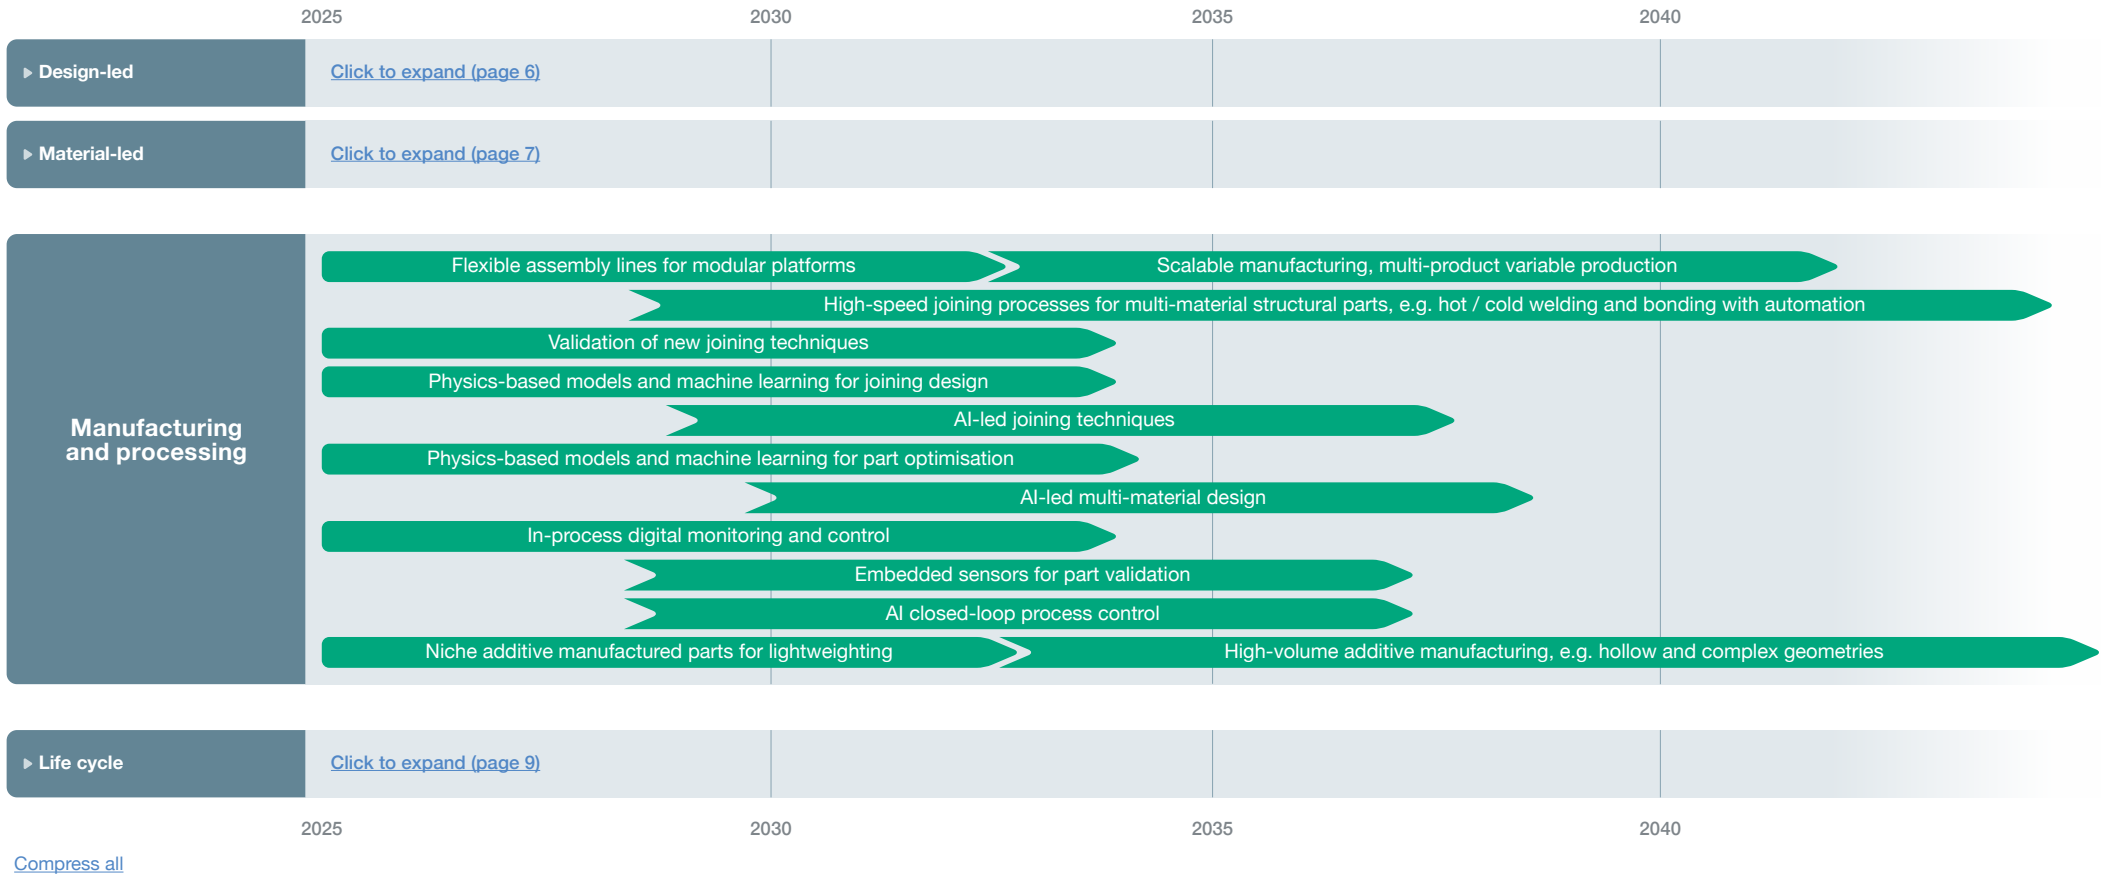 2025 2030 2035 2040
Design-led Click to expand (page 6)
Material-led Click to expand (page 7)
Manufacturing
and processing
Flexible assembly lines for modular platforms Scalable manufacturing, multi-product variable production
High-speed joining processes for multi-material structural parts, e.g. hot / cold welding and bonding with automation
Validation of new joining techniques
Physics-based models and machine learning for joining design
AI-led joining techniques
Physics-based models and machine learning for part optimisation
AI-led multi-material design
In-process digital monitoring and control
Embedded sensors for part validation
AI closed-loop process control
Niche additive manufactured parts for lightweighting High-volume additive manufacturing, e.g. hollow and complex geometries
Life cycle Click to expand (page 9)
2025 2030 2035 2040
Compress all